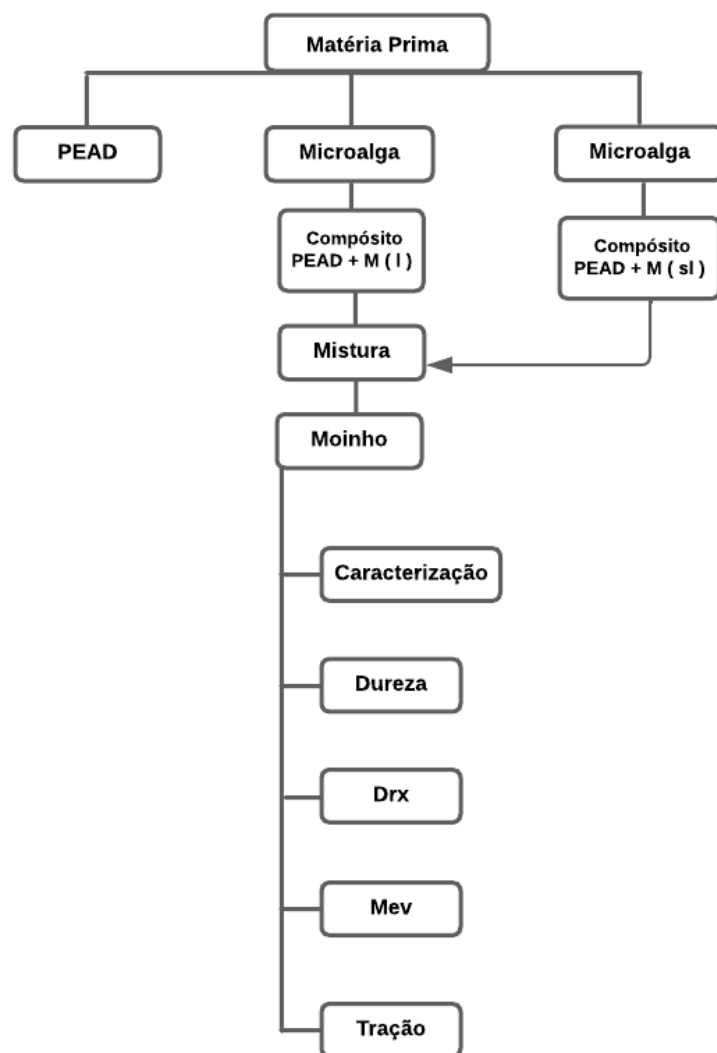 Matéria Prima
PEAD
Microalga
Microalga
Compósito
PEAD + M ( l )
Compósito
PEAD + M ( sl )
Mistura
Moinho
Caracterização
Dureza
Drx
Mev
Tração